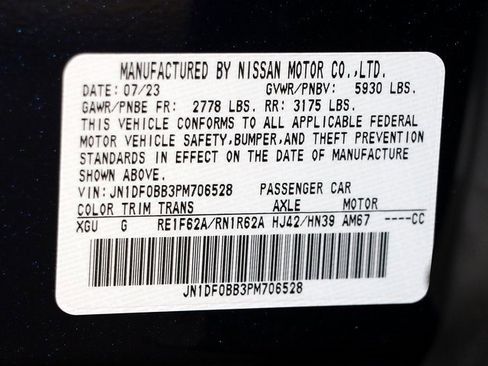 MANUFACTURED BY NISSAN MOTOR CO.,LTD.
DATE: 07/23 GVWR/PNBV: 5930 LBS.
GAWR/PNBE FR: 2778 LBS. RR: 3175 LBS.
THIS VEHICLE CONFORMS TO ALL APPLICABLE FEDERAL
MOTOR VEHICLE SAFETY,BUMPER,AND THEFT PREVENTION
STANDARDS IN EFFECT ON THE DATE OF MANUFACTURE
SHOWN ABOVE.
VIN: JN1DF0BB3PM706528 PASSENGER CAR
COLOR TRIM TRANS AXLE MOTOR
XGU G RE1F62A/RN1R62A HJ42/HN39 AM67 ----CC
JN1DF0BB3PM706528